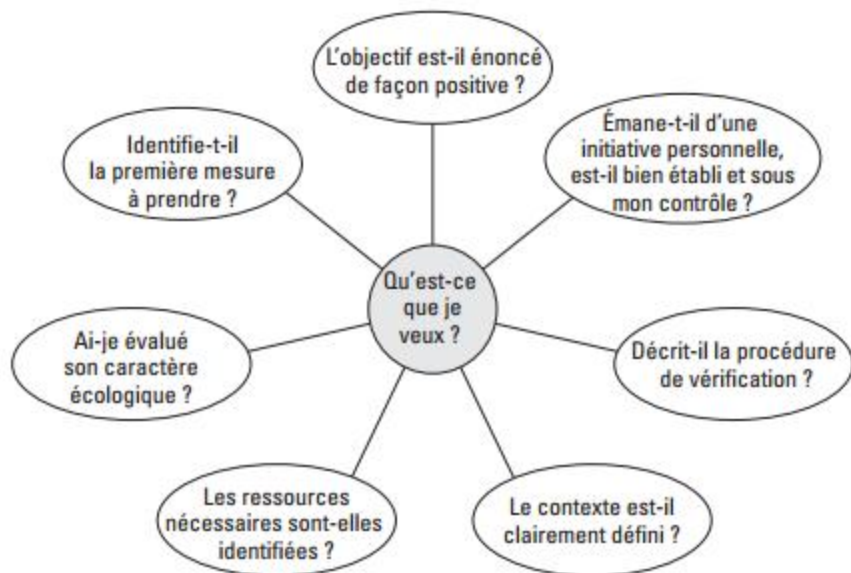 L'objectif est-il énoncé
de façon positive ?
Émane-t-il d'une
initiative personnelle,
est-il bien établi et sous
mon contrôle ?
Identifie-t-il
la première mesure
à prendre ?
Qu'est-ce
que je
veux ?
Ai-je évalué
son caractère
écologique ?
Décrit-il la procédure
de vérification ?
Les ressources
nécessaires sont-elles
identifiées ?
Le contexte est-il
clairement défini ?